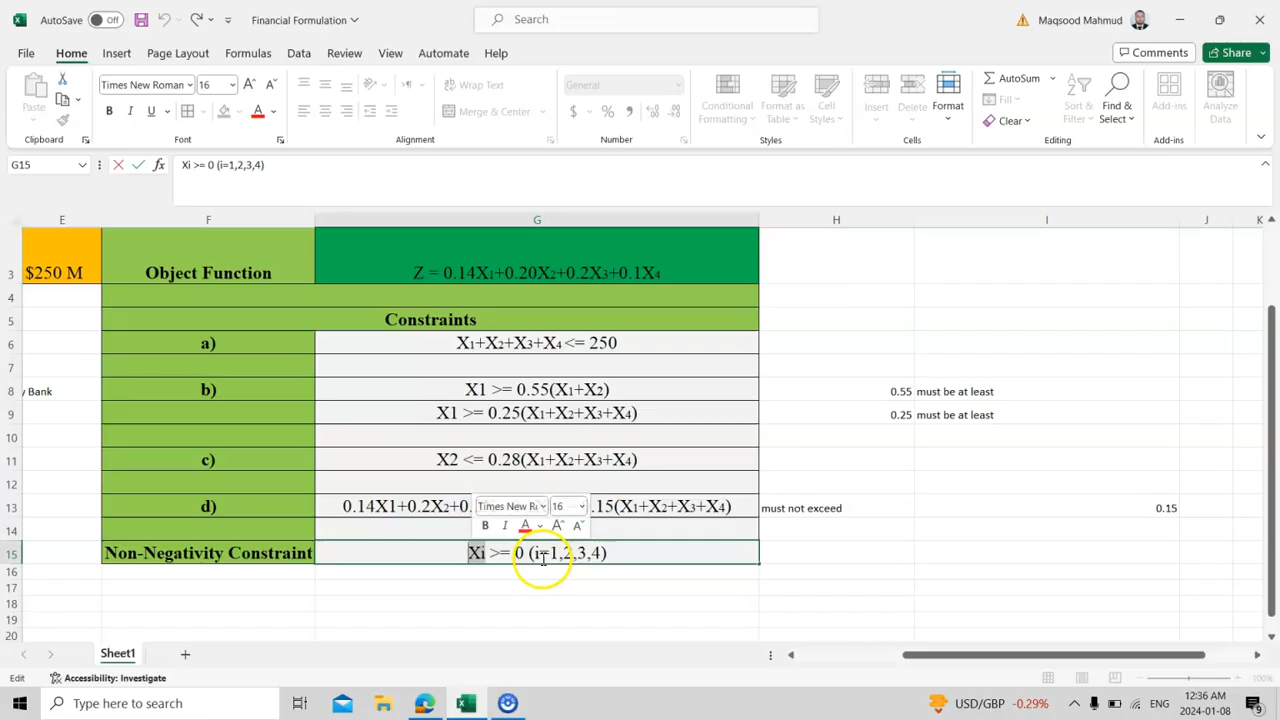 AutoSave Off Financial Formulation Search Maqsood Mahmud
File Home Insert Page Layout Formulas Data Review View Automate Help Comments Share
Paste Times New Roman 16 Wrap Text General Conditional Format as Cell Insert Delete Format AutoSum Sort & Find & Add-ins Analyze
B I U Merge & Center $ % Formatting Table Styles Fill Filter Select Data
Clear
Clipboard Font Alignment Number Styles Cells Editing Add-ins
G15 fx Xi >= 0 (i=1,2,3,4)
E F G H I J K
3 $250 M Object Function Z = 0.14X₁+0.20X₂+0.2X₃+0.1X₄
4
5 Constraints
6 a) X₁+X₂+X₃+X₄ <= 250
7
8 y Bank b) X1 >= 0.55(X₁+X₂) 0.55 must be at least
9 X1 >= 0.25(X₁+X₂+X₃+X₄) 0.25 must be at least
10
11 c) X2 <= 0.28(X₁+X₂+X₃+X₄)
12
13 d) 0.14X1+0.2X₂+0. .15(X₁+X₂+X₃+X₄) must not exceed 0.15
Times New Ro 16
B I A A^ A
14
15 Non-Negativity Constraint Xi >= 0 (i=1,2,3,4)
16
17
18
19
20
Sheet1
Edit Accessibility: Investigate 100%
Type here to search USD/GBP -0.29% ENG 12:36 AM
2024-01-08 9